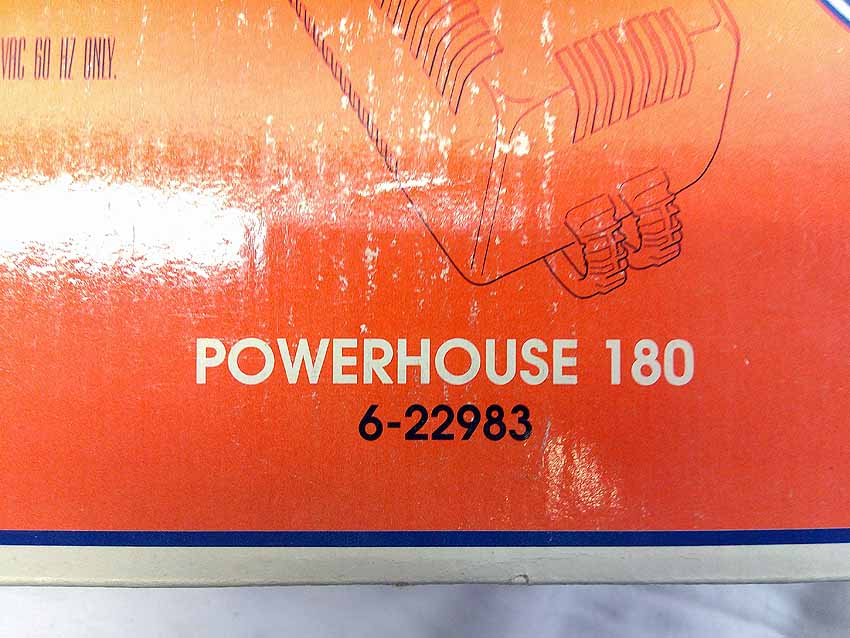 VAC 60 HZ ONLY.
POWERHOUSE 180
6-22983